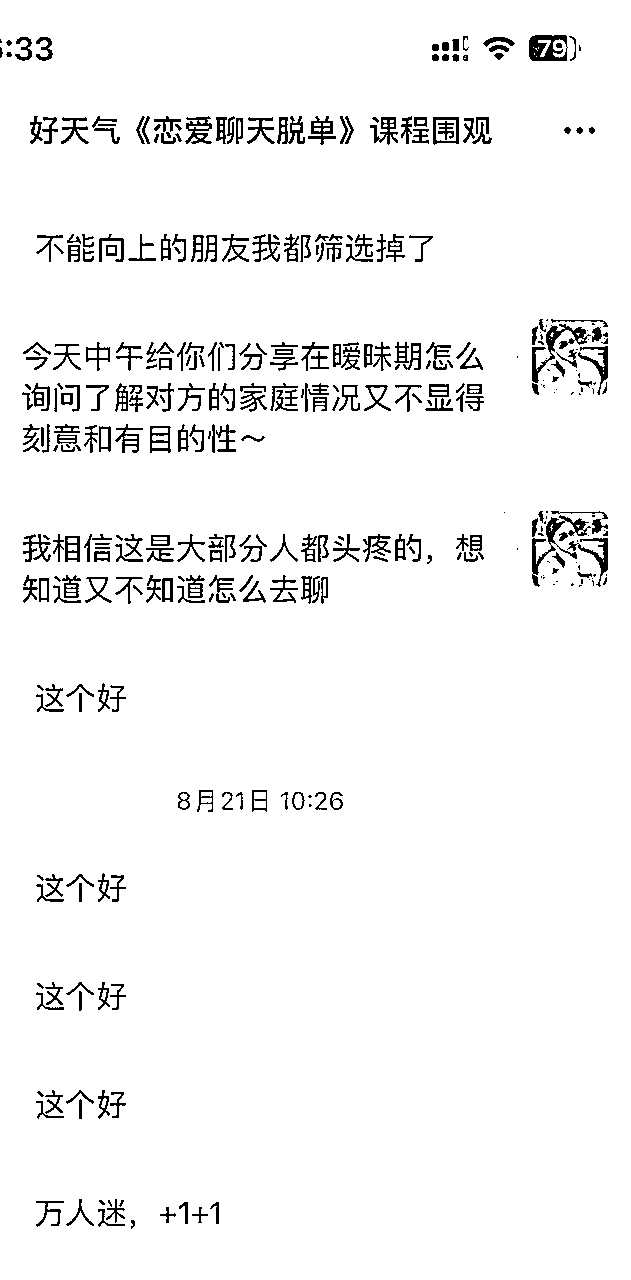 :33
79
好天气《恋爱聊天脱单》课程围观
不能向上的朋友我都筛选掉了
今天中午给你们分享在暧昧期怎么
询问了解对方的家庭情况又不显得
刻意和有目的性～
我相信这是大部分人都头疼的，想
知道又不知道怎么去聊
这个好
8月21日 10:26
这个好
这个好
这个好
万人迷，+1+1